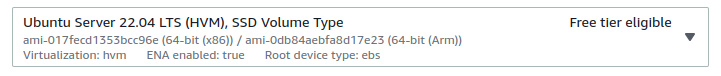 Ubuntu Server 22.04 LTS (HVM), SSD Volume Type Free tier eligible
ami-017fecd1353bcc96e (64-bit (x86)) / ami-0db84aebfa8d17e23 (64-bit (Arm))
Virtualization: hvm ENA enabled: true Root device type: ebs